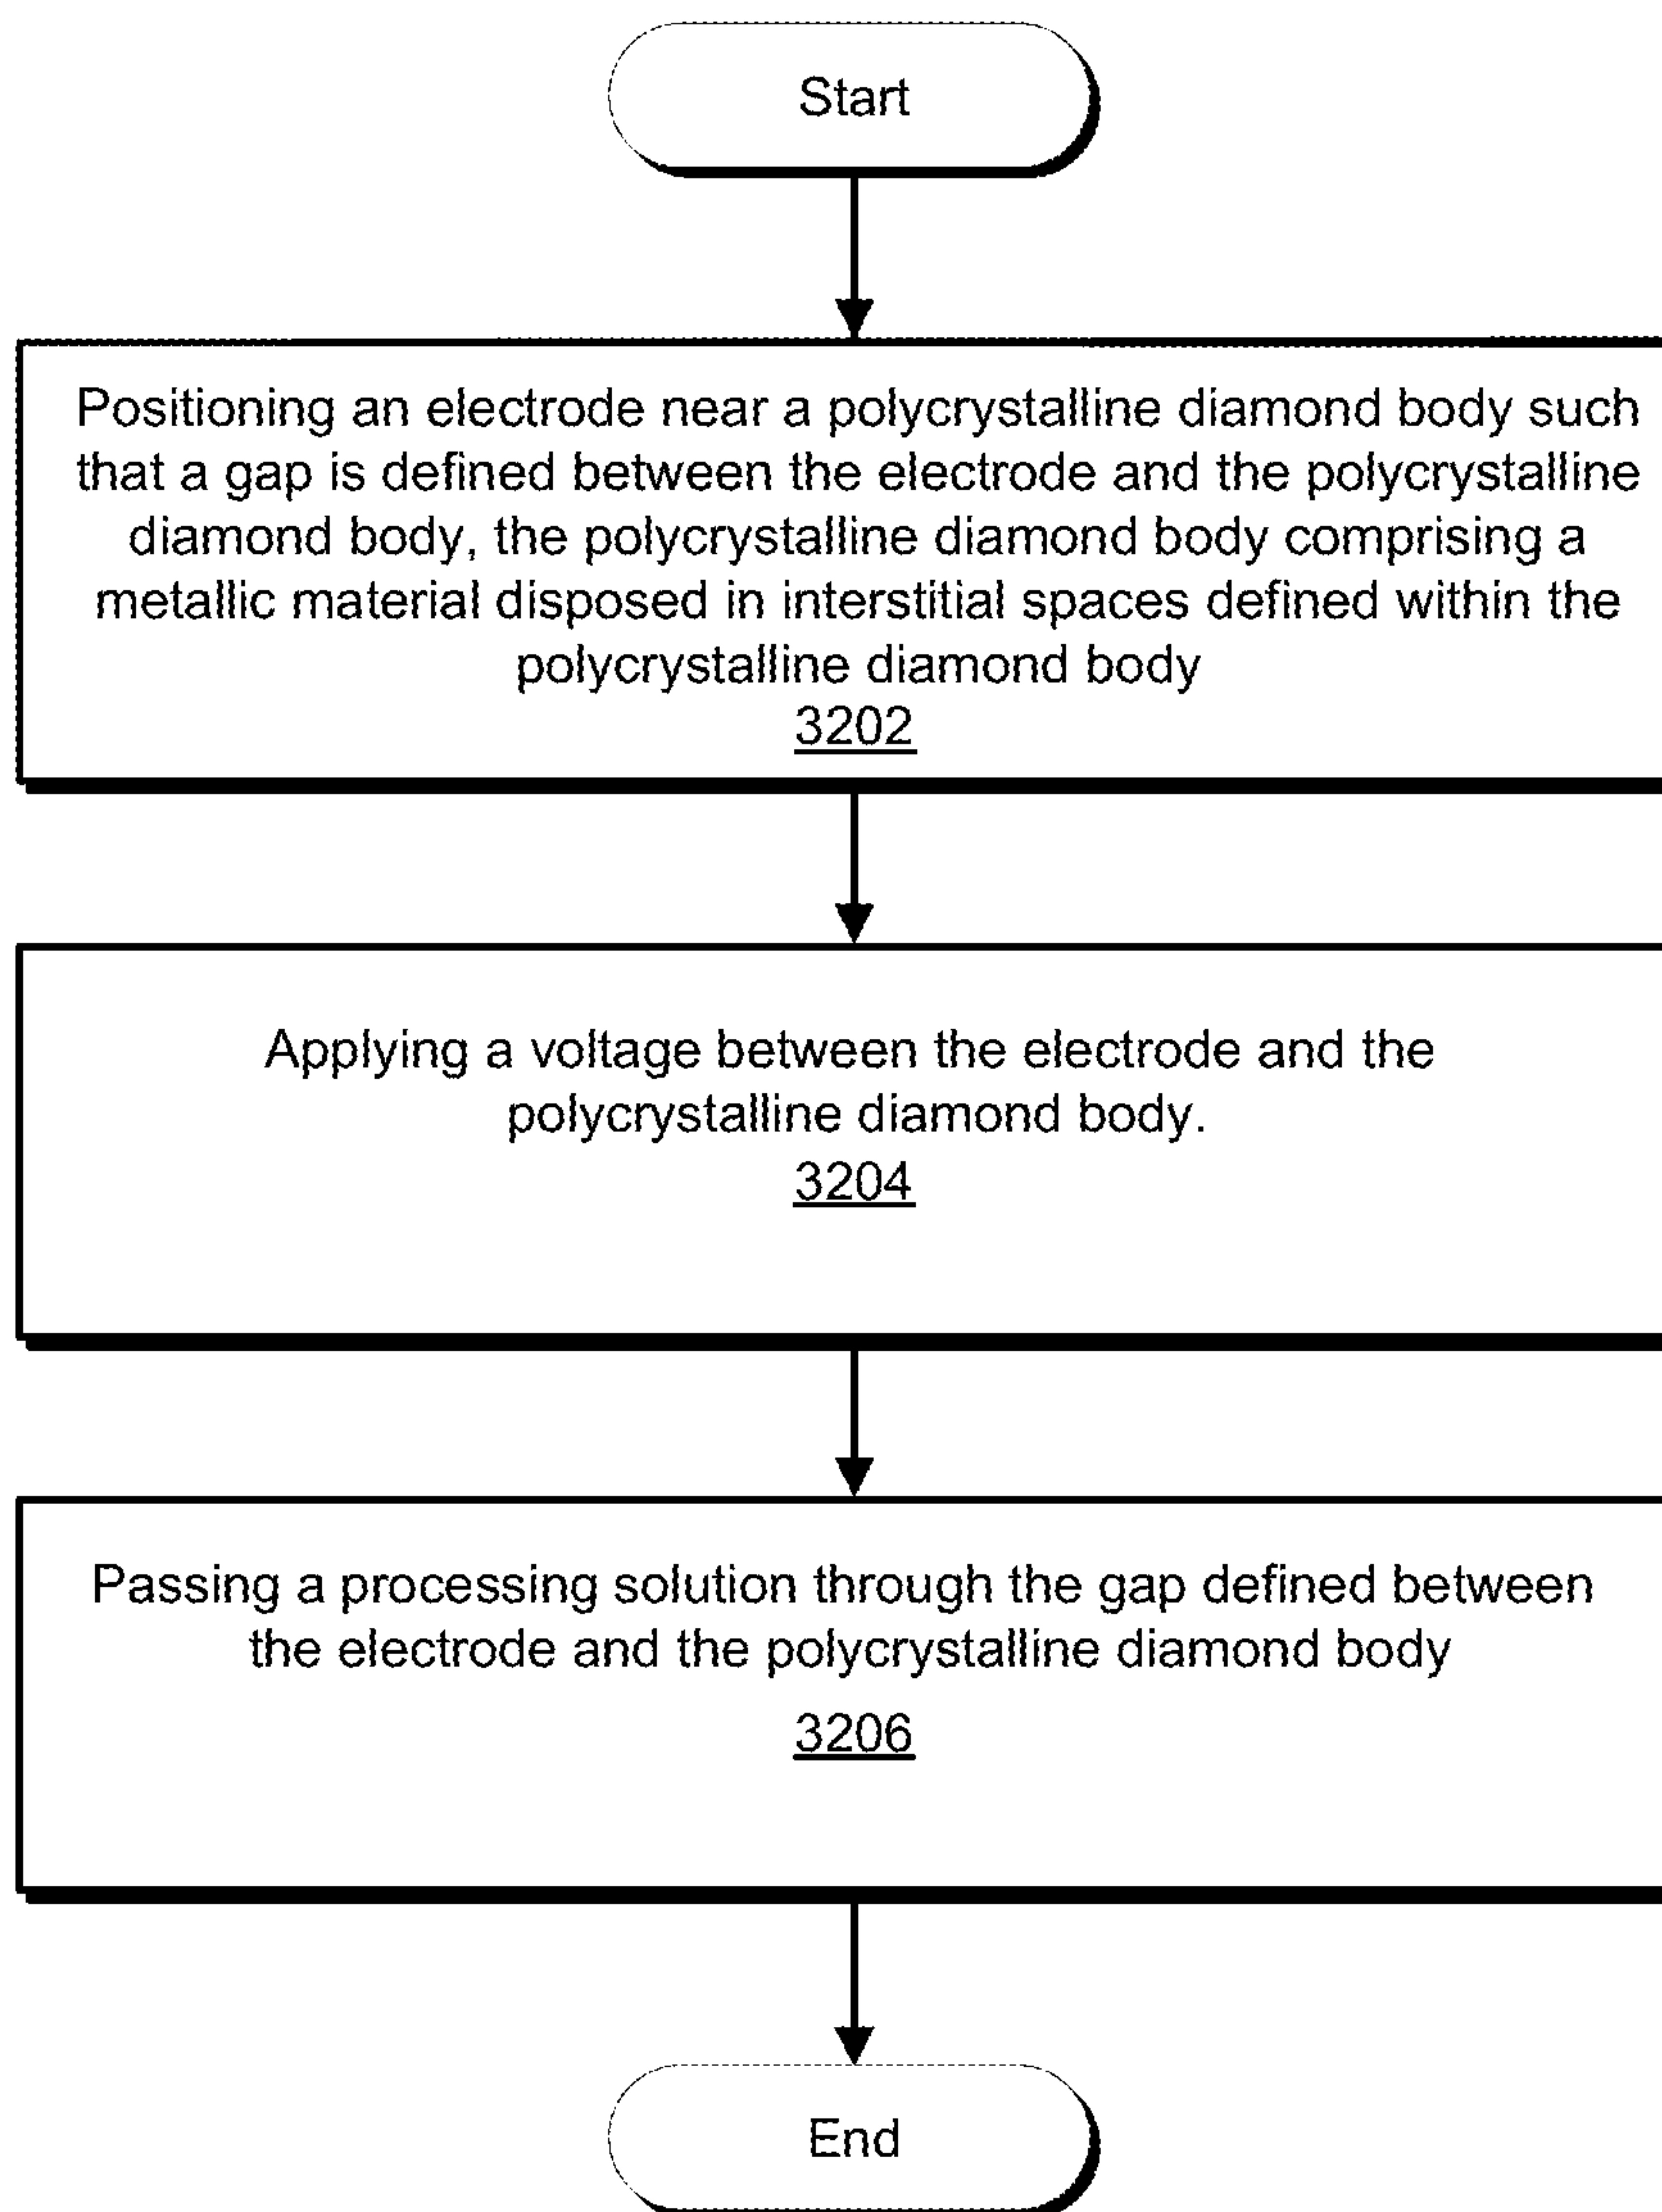 Start
Positioning an electrode near a polycrystalline diamond body such
that a gap is defined between the electrode and the polycrystalline
diamond body, the polycrystalline diamond body comprising a
metallic material disposed in interstitial spaces defined within the
polycrystalline diamond body
3202
Applying a voltage between the electrode and the
polycrystalline diamond body.
3204
Passing a processing solution through the gap defined between
the electrode and the polycrystalline diamond body
3206
End